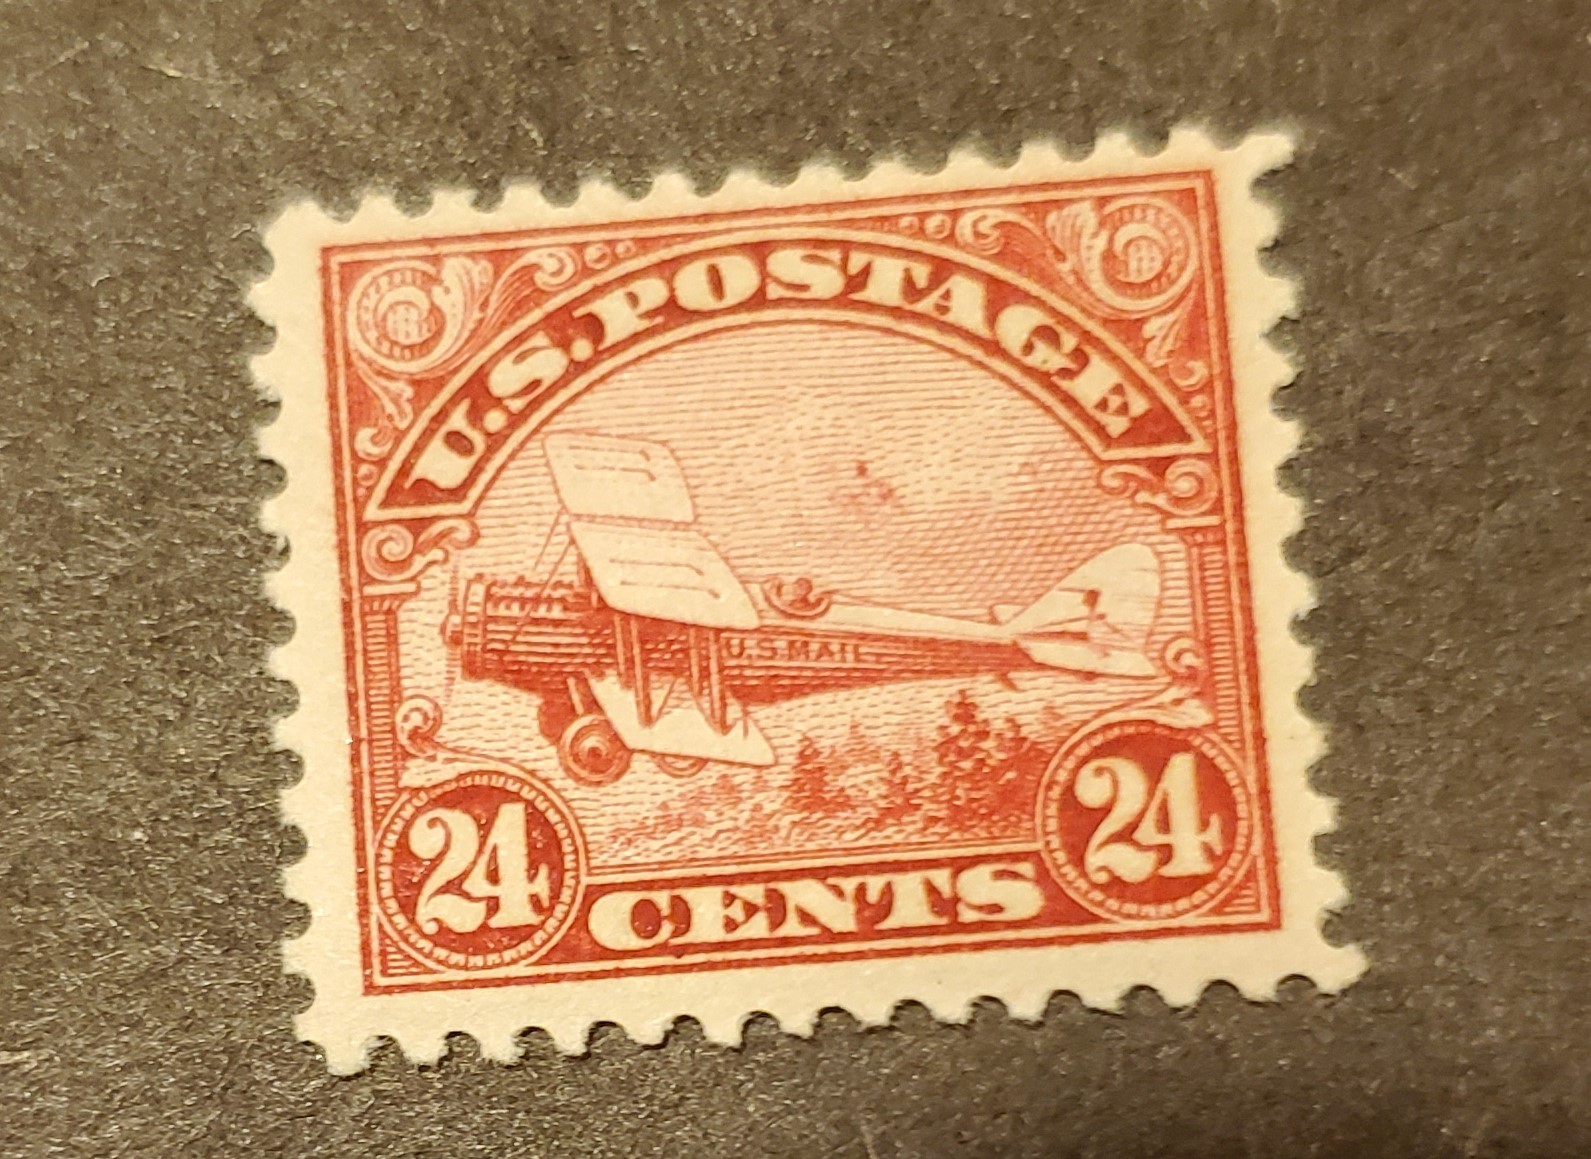 U.S. POSTAGE
U.S. MAIL
24
CENTS
24